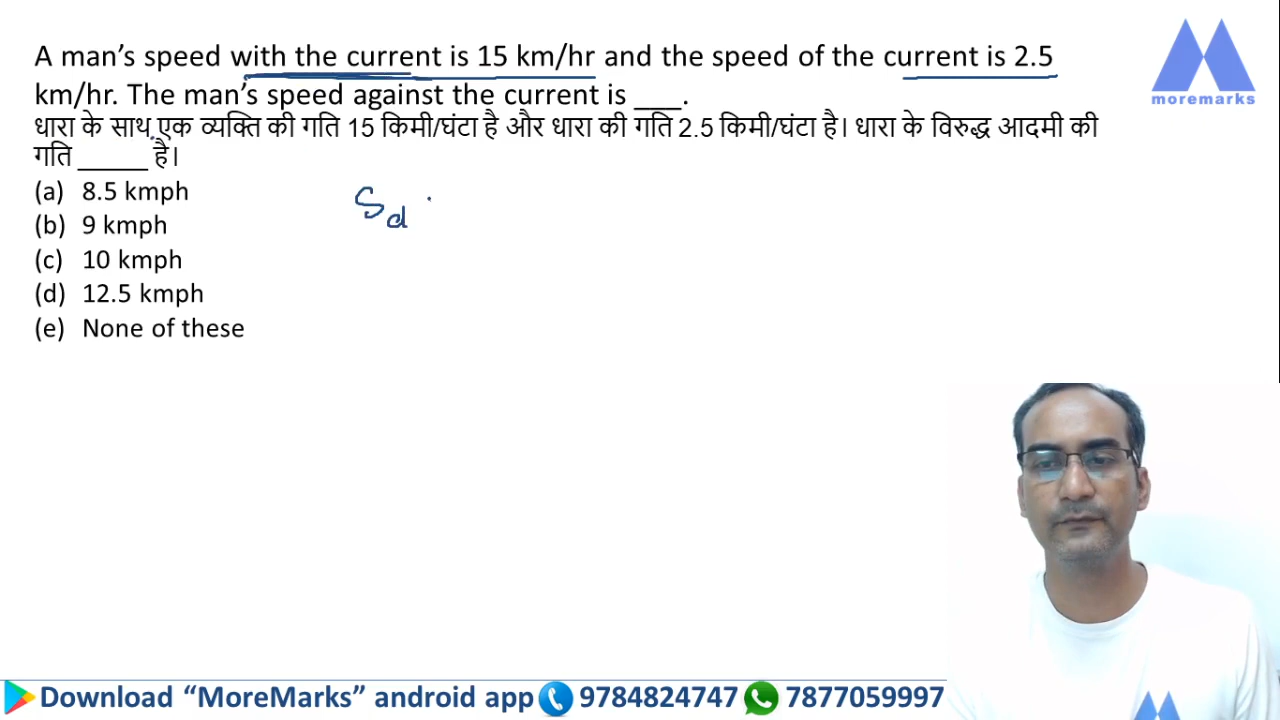 A man's speed with the current is 15 km/hr and the speed of the current is 2.5
km/hr. The man's speed against the current is ___.
धारा के साथ एक व्यक्ति की गति 15 किमी/घंटा है और धारा की गति 2.5 किमी/घंटा है। धारा के विरुद्ध आदमी की
गति _____ है।
(a) 8.5 kmph
(b) 9 kmph
(c) 10 kmph
(d) 12.5 kmph
(e) None of these
Sd
moremarks
Download “MoreMarks” android app 9784824747 7877059997